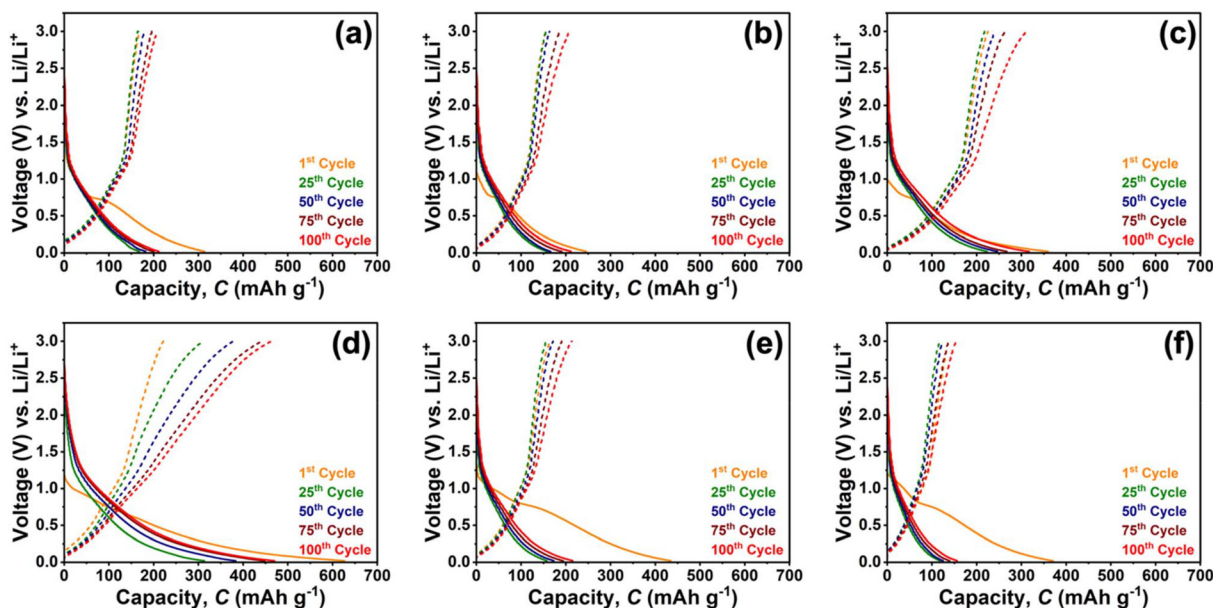 (a)
Voltage (V) vs. Li/Li⁺
3.0
2.5
2.0
1.5
1.0
0.5
0.0
1ˢᵗ Cycle
25ᵗʰ Cycle
50ᵗʰ Cycle
75ᵗʰ Cycle
100ᵗʰ Cycle
0 100 200 300 400 500 600 700
Capacity, C (mAh g⁻¹)
(b)
Voltage (V) vs. Li/Li⁺
3.0
2.5
2.0
1.5
1.0
0.5
0.0
1ˢᵗ Cycle
25ᵗʰ Cycle
50ᵗʰ Cycle
75ᵗʰ Cycle
100ᵗʰ Cycle
0 100 200 300 400 500 600 700
Capacity, C (mAh g⁻¹)
(c)
Voltage (V) vs. Li/Li⁺
3.0
2.5
2.0
1.5
1.0
0.5
0.0
1ˢᵗ Cycle
25ᵗʰ Cycle
50ᵗʰ Cycle
75ᵗʰ Cycle
100ᵗʰ Cycle
0 100 200 300 400 500 600 700
Capacity, C (mAh g⁻¹)
(d)
Voltage (V) vs. Li/Li⁺
3.0
2.5
2.0
1.5
1.0
0.5
0.0
1ˢᵗ Cycle
25ᵗʰ Cycle
50ᵗʰ Cycle
75ᵗʰ Cycle
100ᵗʰ Cycle
0 100 200 300 400 500 600 700
Capacity, C (mAh g⁻¹)
(e)
Voltage (V) vs. Li/Li⁺
3.0
2.5
2.0
1.5
1.0
0.5
0.0
1ˢᵗ Cycle
25ᵗʰ Cycle
50ᵗʰ Cycle
75ᵗʰ Cycle
100ᵗʰ Cycle
0 100 200 300 400 500 600 700
Capacity, C (mAh g⁻¹)
(f)
Voltage (V) vs. Li/Li⁺
3.0
2.5
2.0
1.5
1.0
0.5
0.0
1ˢᵗ Cycle
25ᵗʰ Cycle
50ᵗʰ Cycle
75ᵗʰ Cycle
100ᵗʰ Cycle
0 100 200 300 400 500 600 700
Capacity, C (mAh g⁻¹)